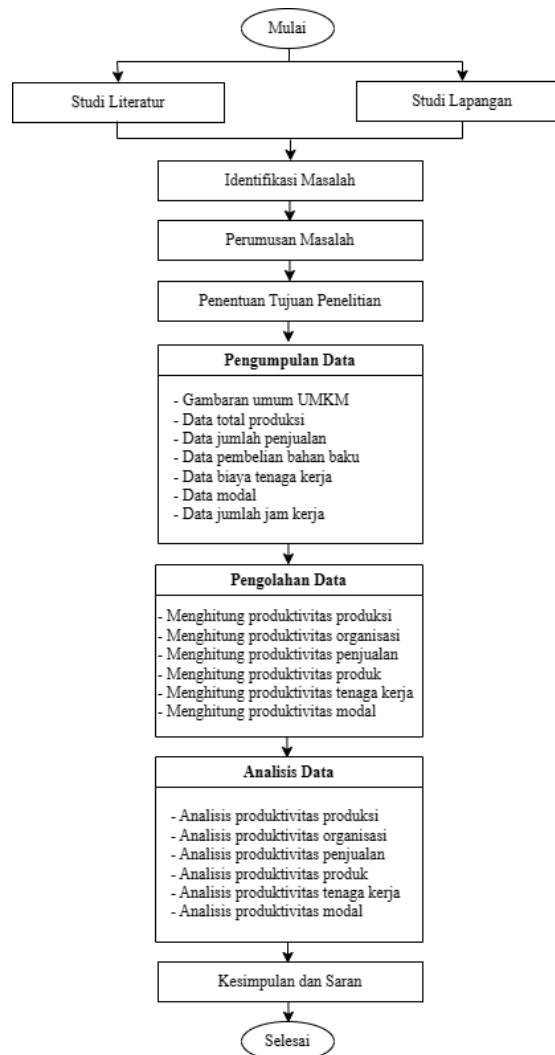 Mulai
Studi Literatur
Studi Lapangan
Identifikasi Masalah
Perumusan Masalah
Penentuan Tujuan Penelitian
Pengumpulan Data
- Gambaran umum UMKM
- Data total produksi
- Data jumlah penjualan
- Data pembelian bahan baku
- Data biaya tenaga kerja
- Data modal
- Data jumlah jam kerja
Pengolahan Data
- Menghitung produktivitas produksi
- Menghitung produktivitas organisasi
- Menghitung produktivitas penjualan
- Menghitung produktivitas produk
- Menghitung produktivitas tenaga kerja
- Menghitung produktivitas modal
Analisis Data
- Analisis produktivitas produksi
- Analisis produktivitas organisasi
- Analisis produktivitas penjualan
- Analisis produktivitas produk
- Analisis produktivitas tenaga kerja
- Analisis produktivitas modal
Kesimpulan dan Saran
Selesai